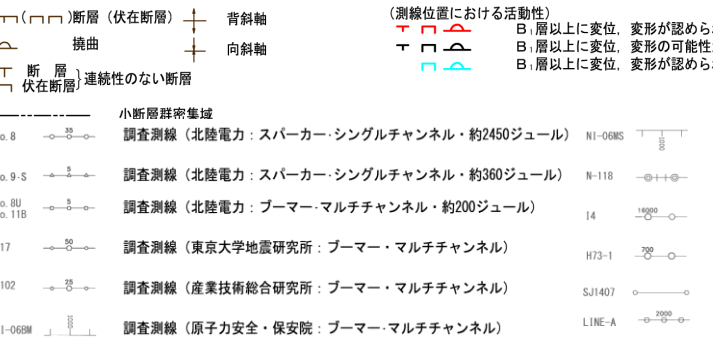 断層（伏在断層）
撓曲
断　層
伏在断層
連続性のない断層
背斜軸
向斜軸
（測線位置における活動性）
B₁層以上に変位，変形が認めら
B₁層以上に変位，変形の可能性
B₁層以上に変位，変形が認めら
小断層群密集域
o.8 35 調査測線（北陸電力：スパーカー・シングルチャンネル・約2450ジュール）
o.9-S 5 調査測線（北陸電力：スパーカー・シングルチャンネル・約360ジュール）
o.8U
o.11B 5 調査測線（北陸電力：ブーマー・マルチチャンネル・約200ジュール）
17 50 調査測線（東京大学地震研究所：ブーマー・マルチチャンネル）
102 25 調査測線（産業技術総合研究所：ブーマー・マルチチャンネル）
I-06BM 1000 調査測線（原子力安全・保安院：ブーマー・マルチチャンネル）
NI-06MS 1000
N-118
I4 16000
H73-1 700
SJ1407
LINE-A 2000